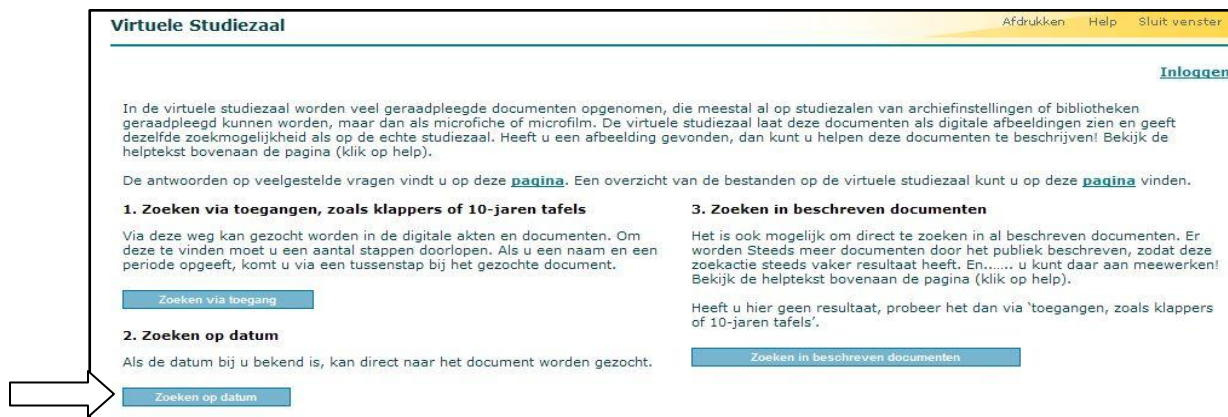 Virtuele Studiezaal
Afdrukken Help Sluit venster
Inloggen
In de virtuele studiezaal worden veel geraadpleegde documenten opgenomen, die meestal al op studiezalen van archiefinstellingen of bibliotheken
geraadpleegd kunnen worden, maar dan als microfiche of microfilm. De virtuele studiezaal laat deze documenten als digitale afbeeldingen zien en geeft
dezelfde zoekmogelijkheid als op de echte studiezaal. Heeft u een afbeelding gevonden, dan kunt u helpen deze documenten te beschrijven! Bekijk de
helptekst bovenaan de pagina (klik op help).
De antwoorden op veelgestelde vragen vindt u op deze pagina. Een overzicht van de bestanden op de virtuele studiezaal kunt u op deze pagina vinden.
1. Zoeken via toegangen, zoals klappers of 10-jaren tafels
Via deze weg kan gezocht worden in de digitale akten en documenten. Om
deze te vinden moet u een aantal stappen doorlopen. Als u een naam en een
periode opgeeft, komt u via een tussenstap bij het gezochte document.
Zoeken via toegang
2. Zoeken op datum
Als de datum bij u bekend is, kan direct naar het document worden gezocht.
Zoeken op datum
3. Zoeken in beschreven documenten
Het is ook mogelijk om direct te zoeken in al beschreven documenten. Er
worden Steeds meer documenten door het publiek beschreven, zodat deze
zoekactie steeds vaker resultaat heeft. En....... u kunt daar aan meewerken!
Bekijk de helptekst bovenaan de pagina (klik op help).
Heeft u hier geen resultaat, probeer het dan via 'toegangen, zoals klappers
of 10-jaren tafels'.
Zoeken in beschreven documenten